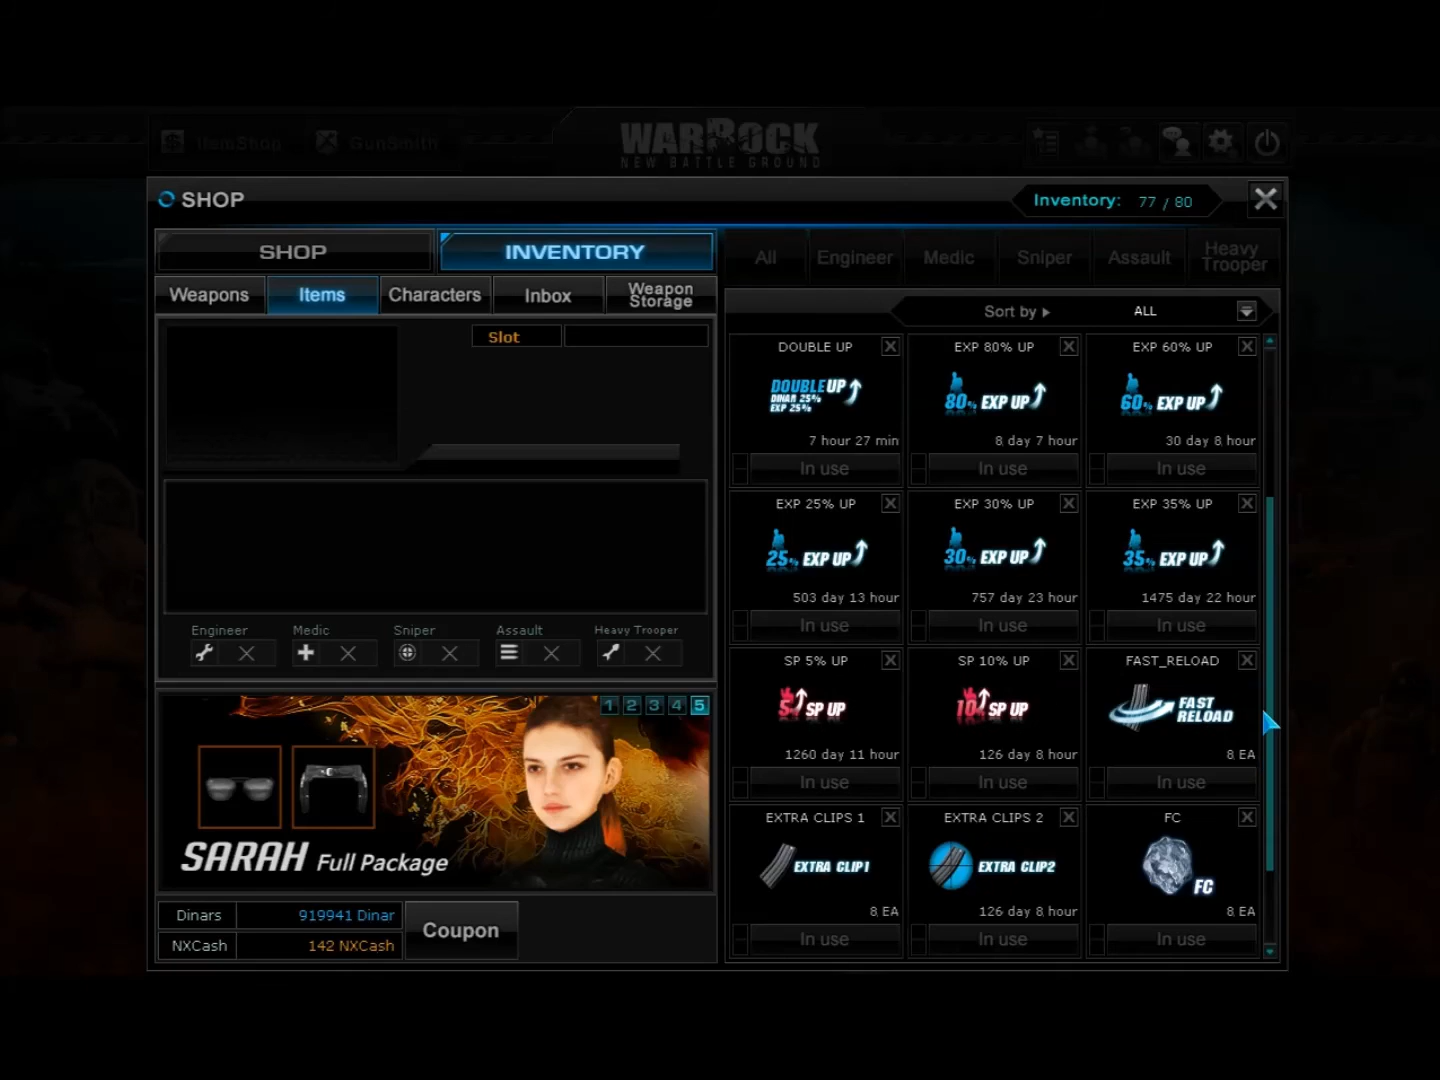 ItemShop
GunSmith
WARROCK
NEW BATTLE GROUND
SHOP
Inventory: 77 / 80
SHOP
INVENTORY
All
Engineer
Medic
Sniper
Assault
Heavy
Trooper
Weapons
Items
Characters
Inbox
Weapon
Storage
Sort by
ALL
Slot
DOUBLE UP
EXP 80% UP
EXP 60% UP
DOUBLE UP
DINAR 25%
EXP 25%
80% EXP UP
60% EXP UP
7 hour 27 min
8 day 7 hour
30 day 8 hour
In use
In use
In use
EXP 25% UP
EXP 30% UP
EXP 35% UP
25% EXP UP
30% EXP UP
35% EXP UP
503 day 13 hour
757 day 23 hour
1475 day 22 hour
In use
In use
In use
Engineer
Medic
Sniper
Assault
Heavy Trooper
SP 5% UP
SP 10% UP
FAST_RELOAD
5 SP UP
10 SP UP
FAST
RELOAD
1260 day 11 hour
126 day 8 hour
8 EA
In use
In use
In use
1 2 3 4 5
SARAH Full Package
EXTRA CLIPS 1
EXTRA CLIPS 2
FC
EXTRA CLIP1
EXTRA CLIP2
FC
8 EA
126 day 8 hour
8 EA
In use
In use
In use
Dinars
919941 Dinar
NXCash
142 NXCash
Coupon